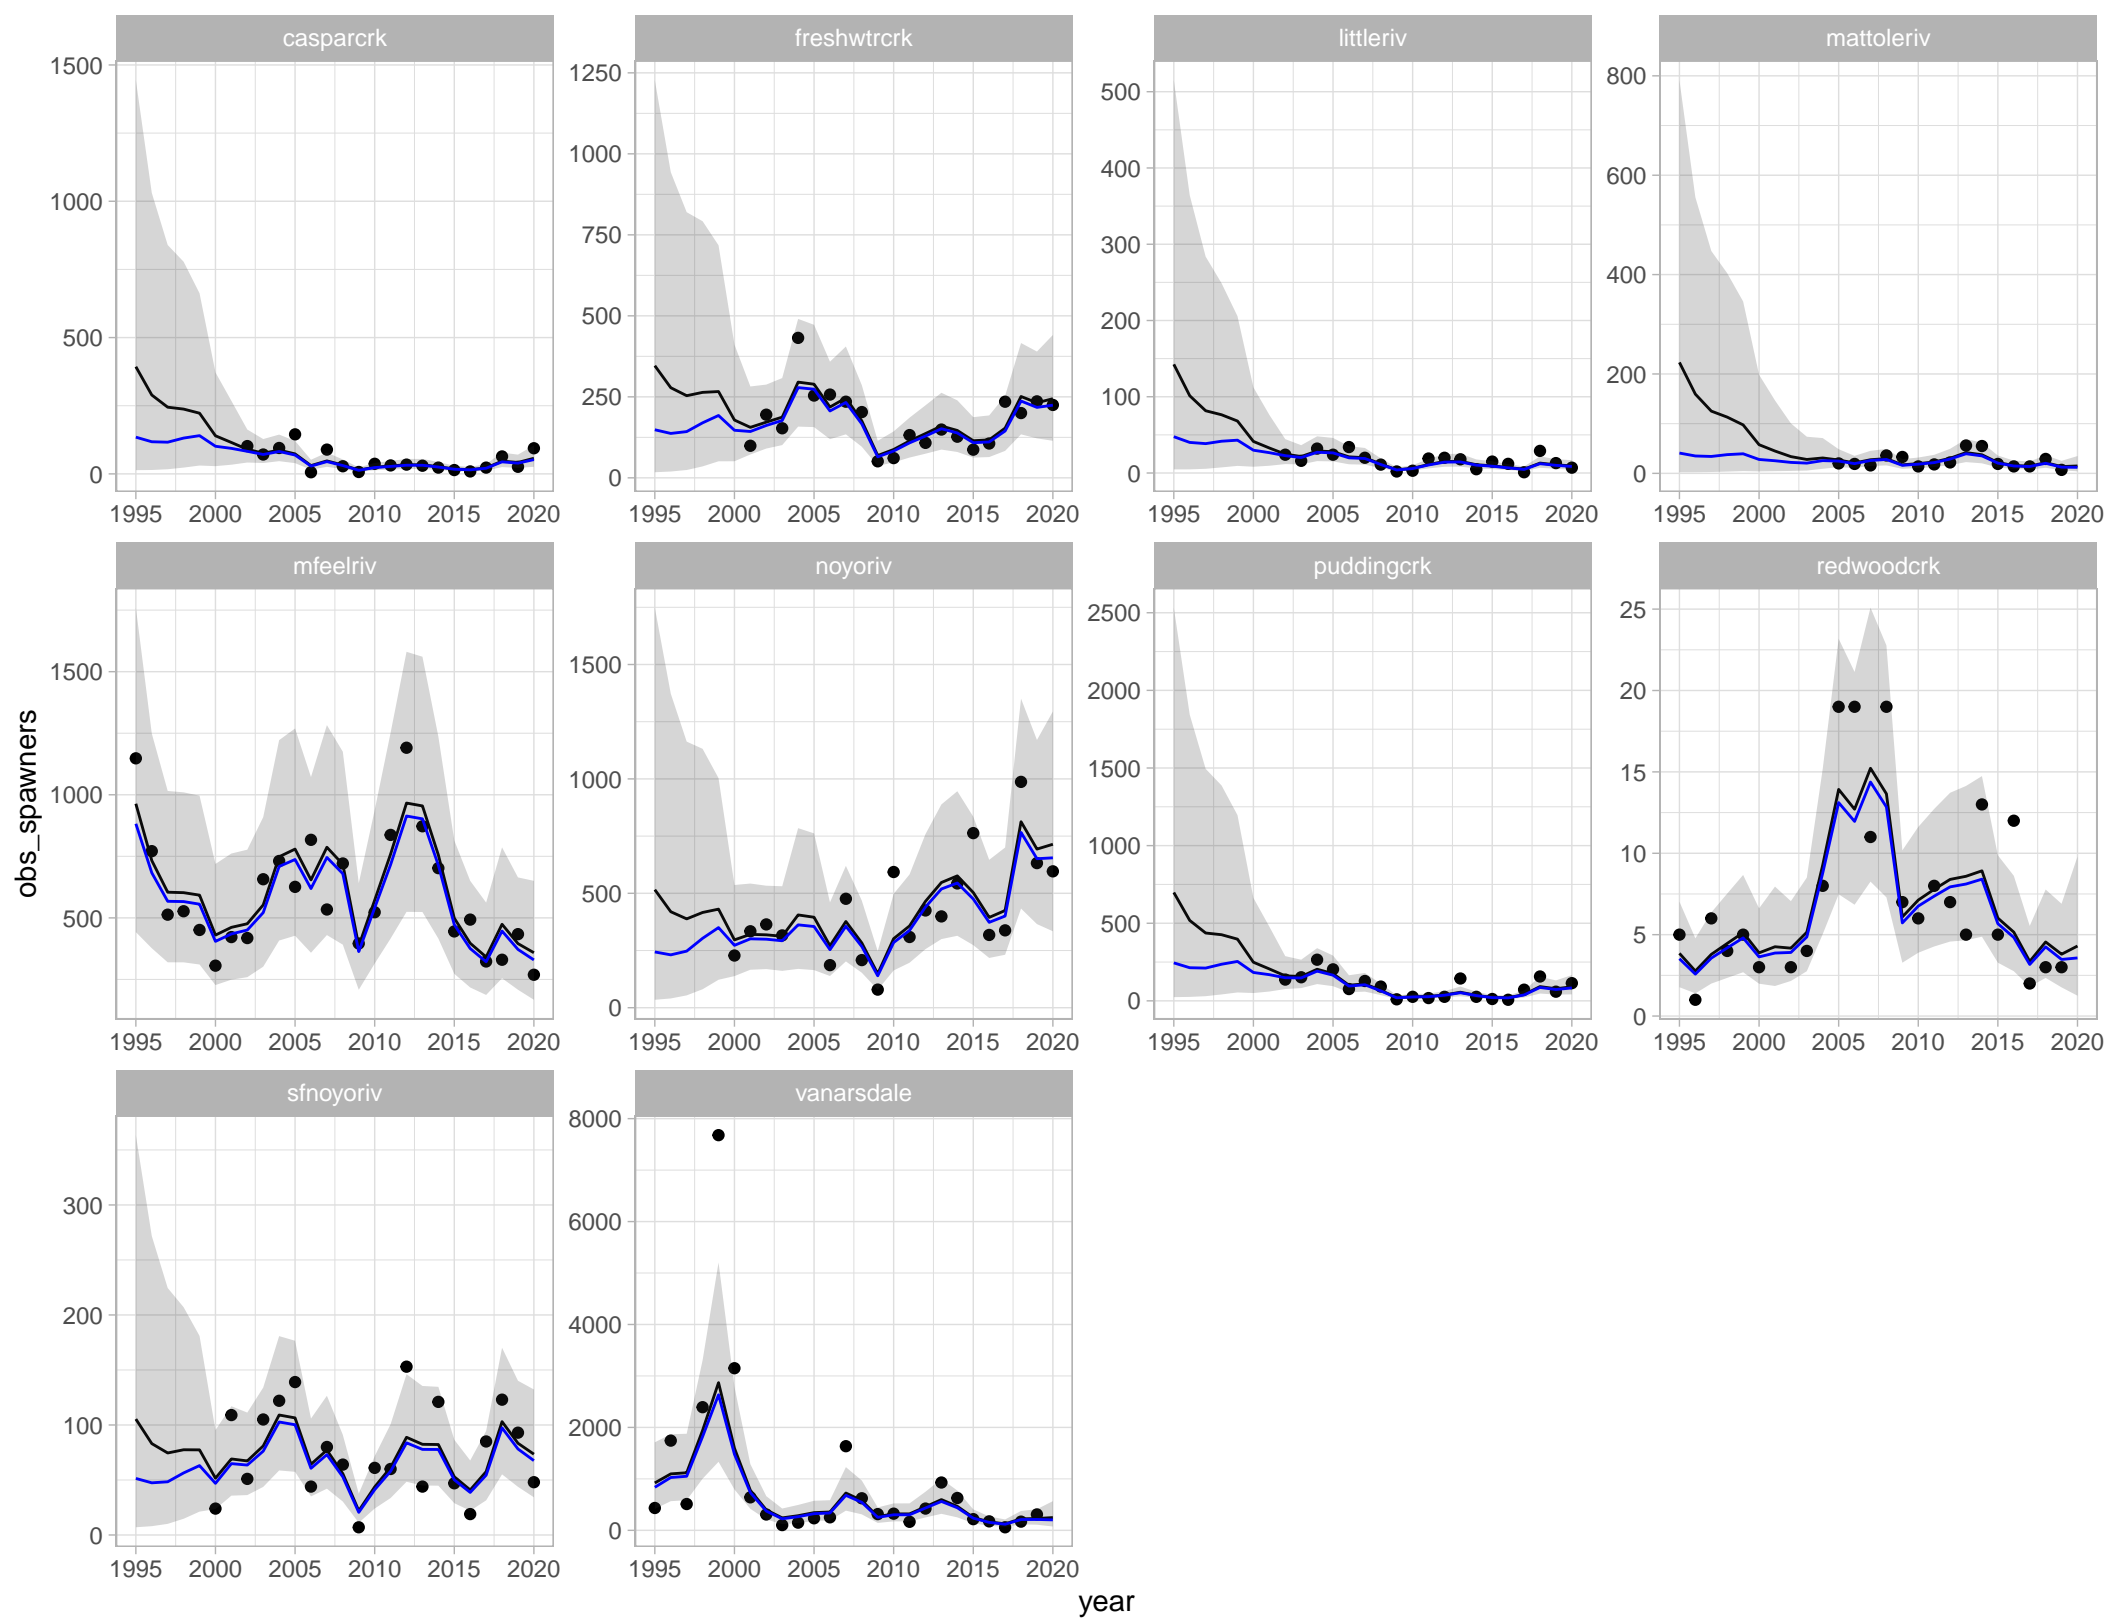 casparcrk freshwtrcrk littleriv mattoleriv
1500 1250 500 800
1000 1000 400 600
500 750 300 400
0 500 200 200
250 100 0
0 0
1995 2000 2005 2010 2015 2020 1995 2000 2005 2010 2015 2020 1995 2000 2005 2010 2015 2020 1995 2000 2005 2010 2015 2020
mfeelriv noyoriv puddingcrk redwoodcrk
1500 1500 2500 25
1000 1000 2000 20
500 500 1500 15
0 1000 10
500 5
0 0
1995 2000 2005 2010 2015 2020 1995 2000 2005 2010 2015 2020 1995 2000 2005 2010 2015 2020 1995 2000 2005 2010 2015 2020
obs_spawners
sfnoyoriv vanarsdale
300 8000
200 6000
100 4000
0 2000
0
1995 2000 2005 2010 2015 2020 1995 2000 2005 2010 2015 2020
year